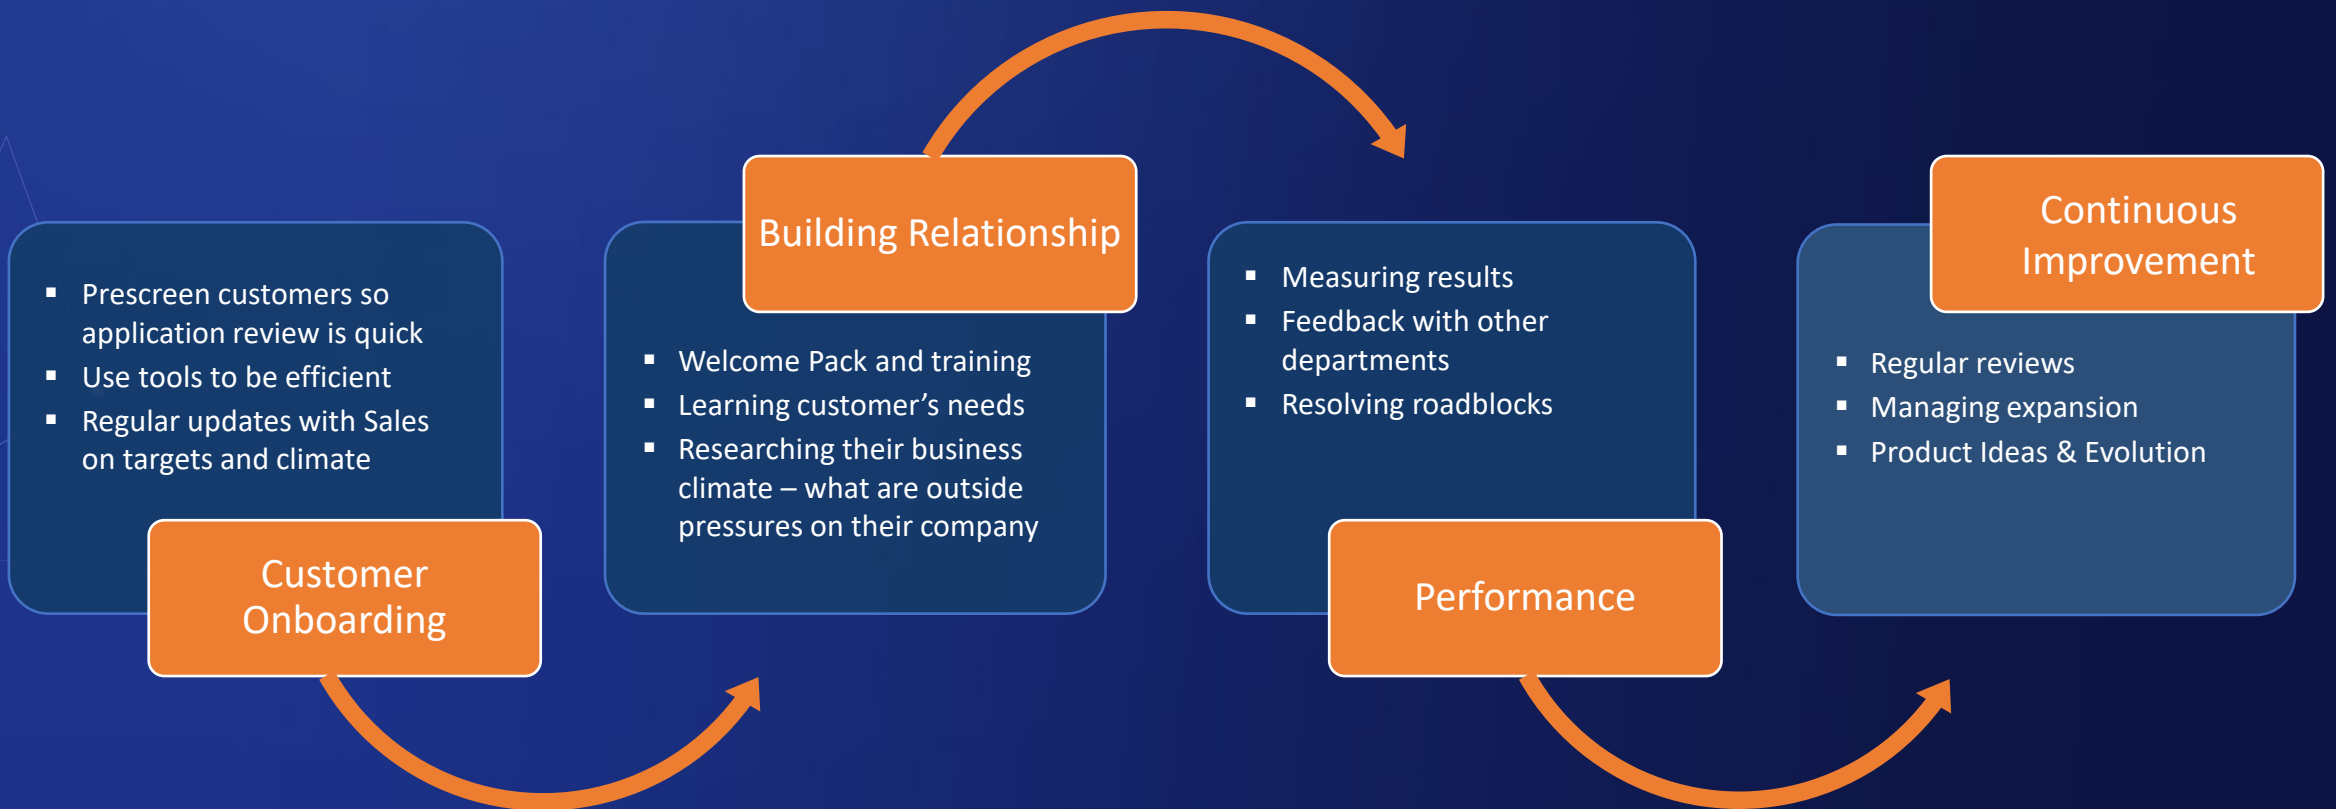 ▪ Prescreen customers so
application review is quick
▪ Use tools to be efficient
▪ Regular updates with Sales
on targets and climate
Customer
Onboarding
Building Relationship
▪ Welcome Pack and training
▪ Learning customer’s needs
▪ Researching their business
climate – what are outside
pressures on their company
▪ Measuring results
▪ Feedback with other
departments
▪ Resolving roadblocks
Performance
Continuous
Improvement
▪ Regular reviews
▪ Managing expansion
▪ Product Ideas & Evolution